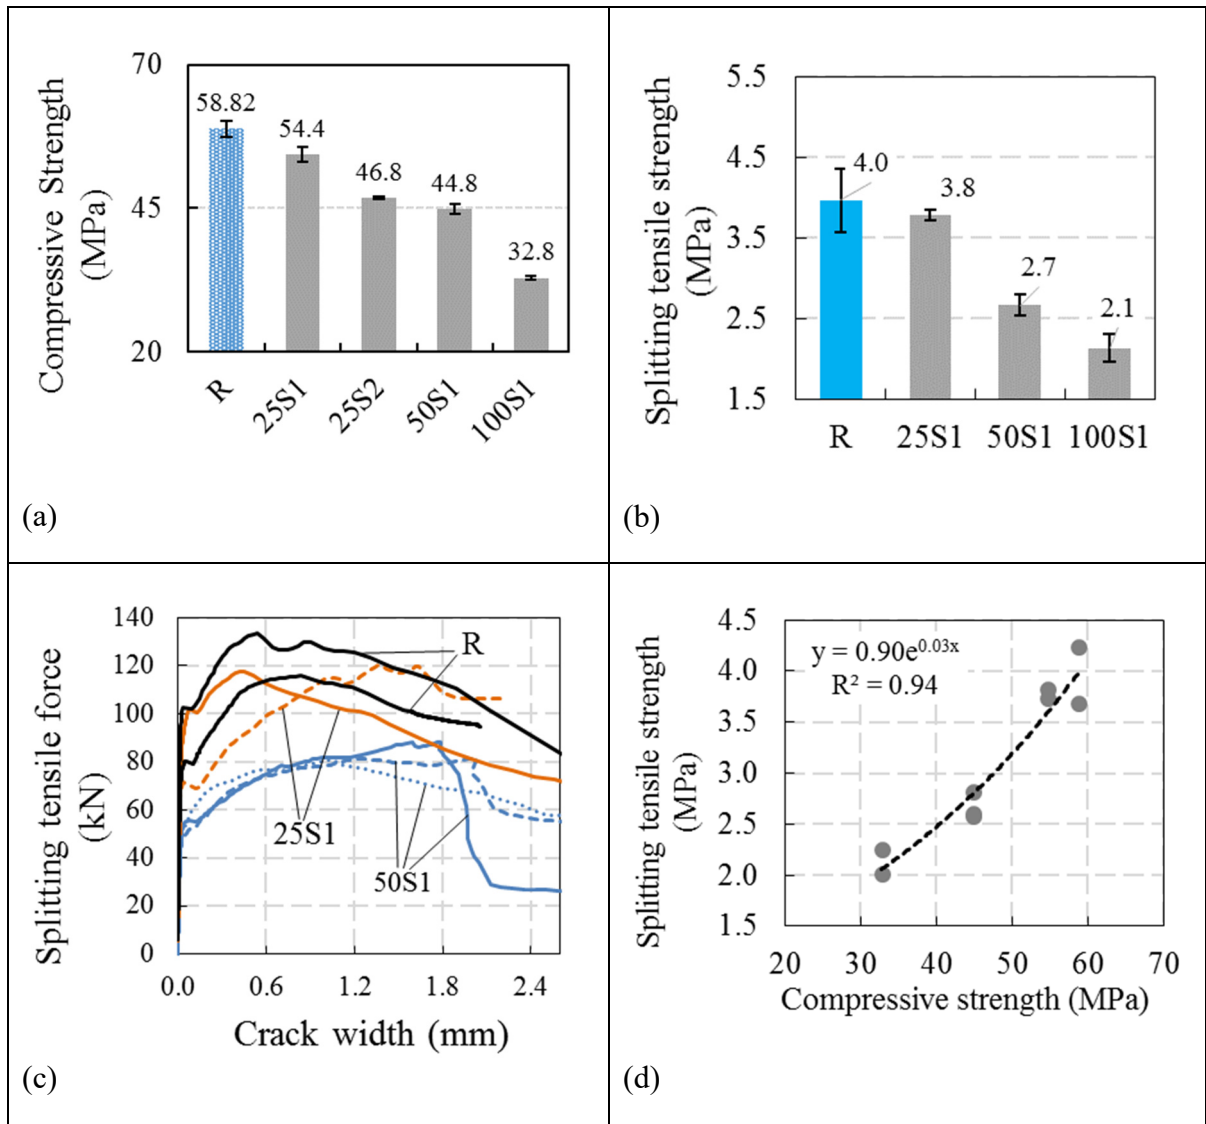 70
58.82
54.4
46.8
44.8
32.8
45
20
Compressive Strength
(MPa)
R
25S1
25S2
50S1
100S1
(a)
5.5
4.5
3.5
2.5
1.5
4.0
3.8
2.7
2.1
Splitting tensile strength
(MPa)
R
25S1
50S1
100S1
(b)
140
120
100
80
60
40
20
0
R
25S1
50S1
Splitting tensile force
(kN)
0.0
0.6
1.2
1.8
2.4
Crack width (mm)
(c)
4.5
4.0
3.5
3.0
2.5
2.0
1.5
y = 0.90e^0.03x
R² = 0.94
Splitting tensile strength
(MPa)
20
30
40
50
60
70
Compressive strength (MPa)
(d)